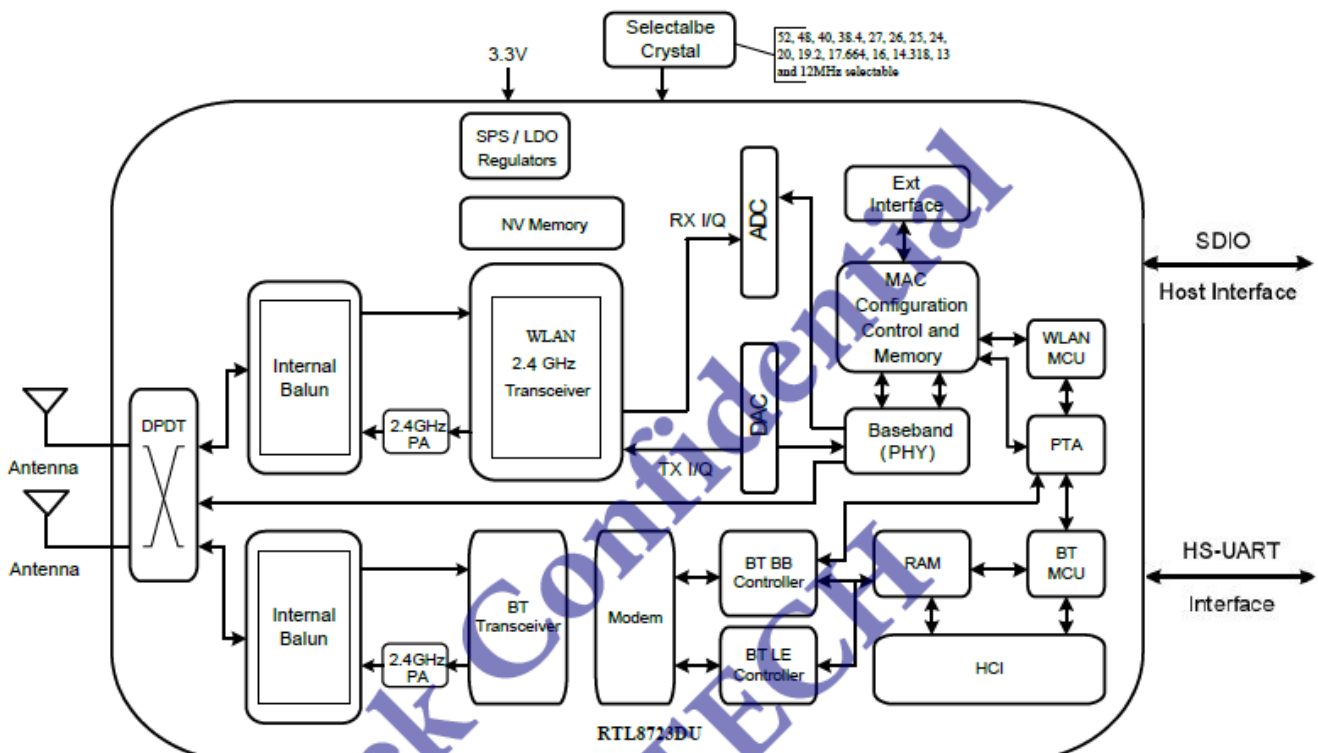 Selectalbe
Crystal
52, 48, 40, 38.4, 27, 26, 25, 24,
20, 19.2, 17.664, 16, 14.318, 13
and 12MHz selectable
3.3V
SPS / LDO
Regulators
NV Memory
RX I/Q
ADC
Ext
Interface
SDIO
Host Interface
MAC
Configuration
Control and
Memory
WLAN
MCU
Internal
Balun
WLAN
2.4 GHz
Transceiver
DAC
TX I/Q
2.4GHz
PA
DPDT
Baseband
(PHY)
PTA
Antenna
Antenna
Internal
Balun
2.4GHz
PA
BT
Transceiver
Modem
BT BB
Controller
BT LE
Controller
RAM
BT
MCU
HCI
HS-UART
Interface
RTL8723DU
k Confidential
TECH